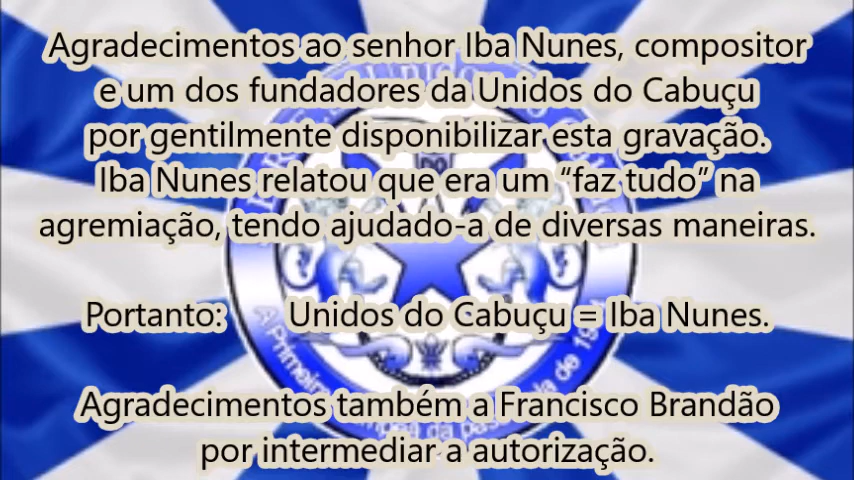 Agradecimentos ao senhor Iba Nunes, compositor
e um dos fundadores da Unidos do Cabuçu
por gentilmente disponibilizar esta gravação.
Iba Nunes relatou que era um “faz tudo” na
agremiação, tendo ajudado-a de diversas maneiras.
Portanto: Unidos do Cabuçu = Iba Nunes.
Agradecimentos também a Francisco Brandão
por intermediar a autorização.
A Primeira